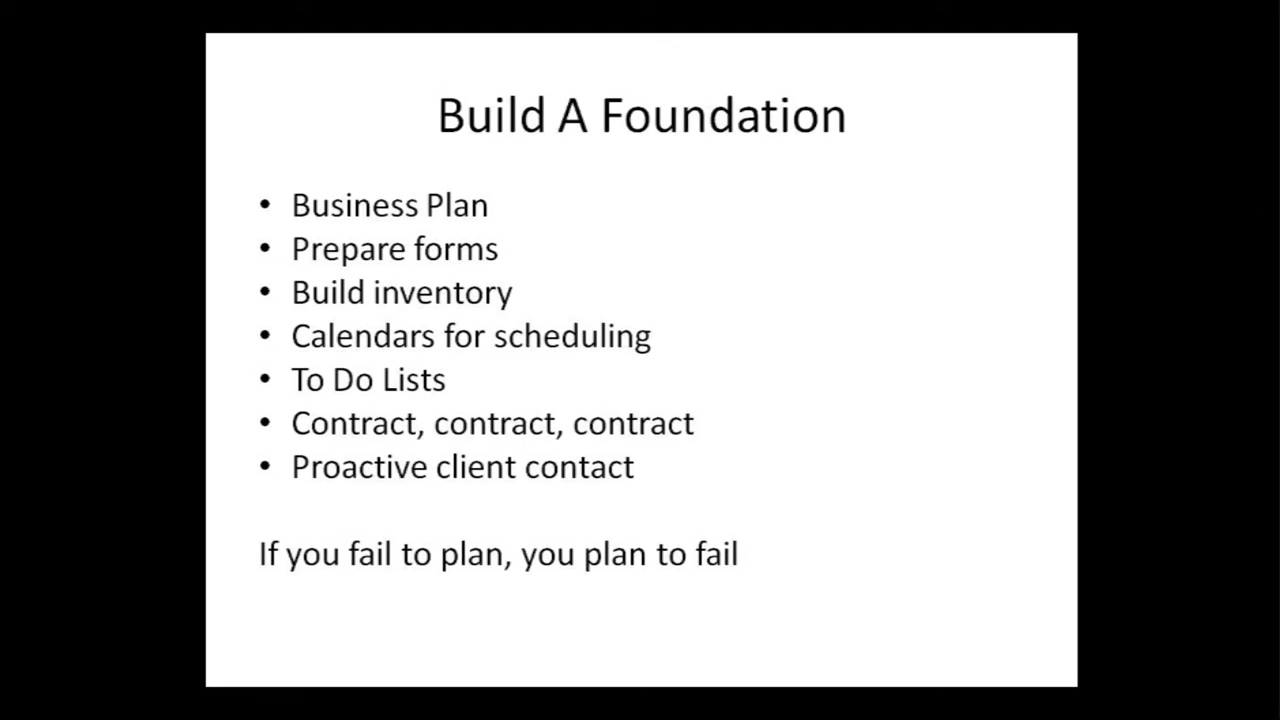 Build A Foundation
• Business Plan
• Prepare forms
• Build inventory
• Calendars for scheduling
• To Do Lists
• Contract, contract, contract
• Proactive client contact
If you fail to plan, you plan to fail